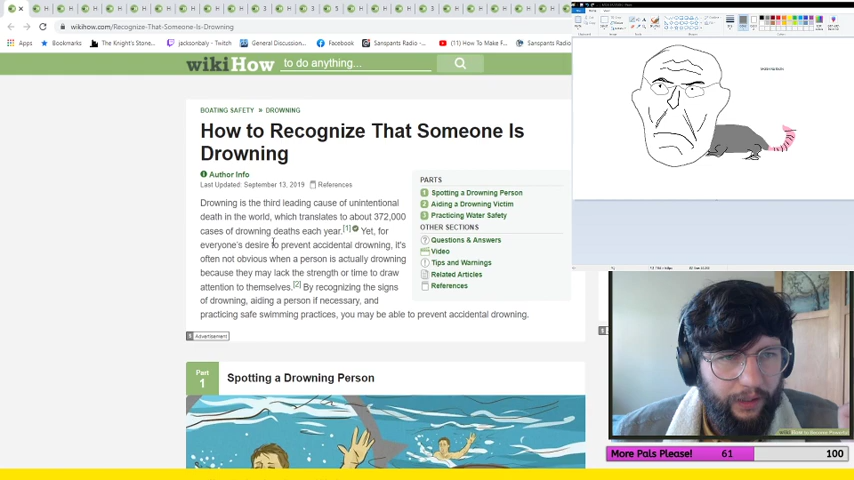 wikihow.com/Recognize-That-Someone-Is-Drowning
Apps
Bookmarks
The Knight's Stone...
jacksonbaly - Twitch
General Discussion...
Facebook
Sanspants Radio...
(11) How To Make F...
Sanspants Radio
wikiHow
to do anything...
BOATING SAFETY » DROWNING
How to Recognize That Someone Is
Drowning
Author Info
Last Updated: September 13, 2019
References
Drowning is the third leading cause of unintentional
death in the world, which translates to about 372,000
cases of drowning deaths each year.[1] Yet, for
everyone's desire to prevent accidental drowning, it's
often not obvious when a person is actually drowning
because they may lack the strength or time to draw
attention to themselves.[2] By recognizing the signs
of drowning, aiding a person if necessary, and
practicing safe swimming practices, you may be able to prevent accidental drowning.
PARTS
1 Spotting a Drowning Person
2 Aiding a Drowning Victim
3 Practicing Water Safety
OTHER SECTIONS
Questions & Answers
Video
Tips and Warnings
Related Articles
References
Advertisement
Part
1
Spotting a Drowning Person
wikiHow to Become Powerful
More Pals Please!
61
100